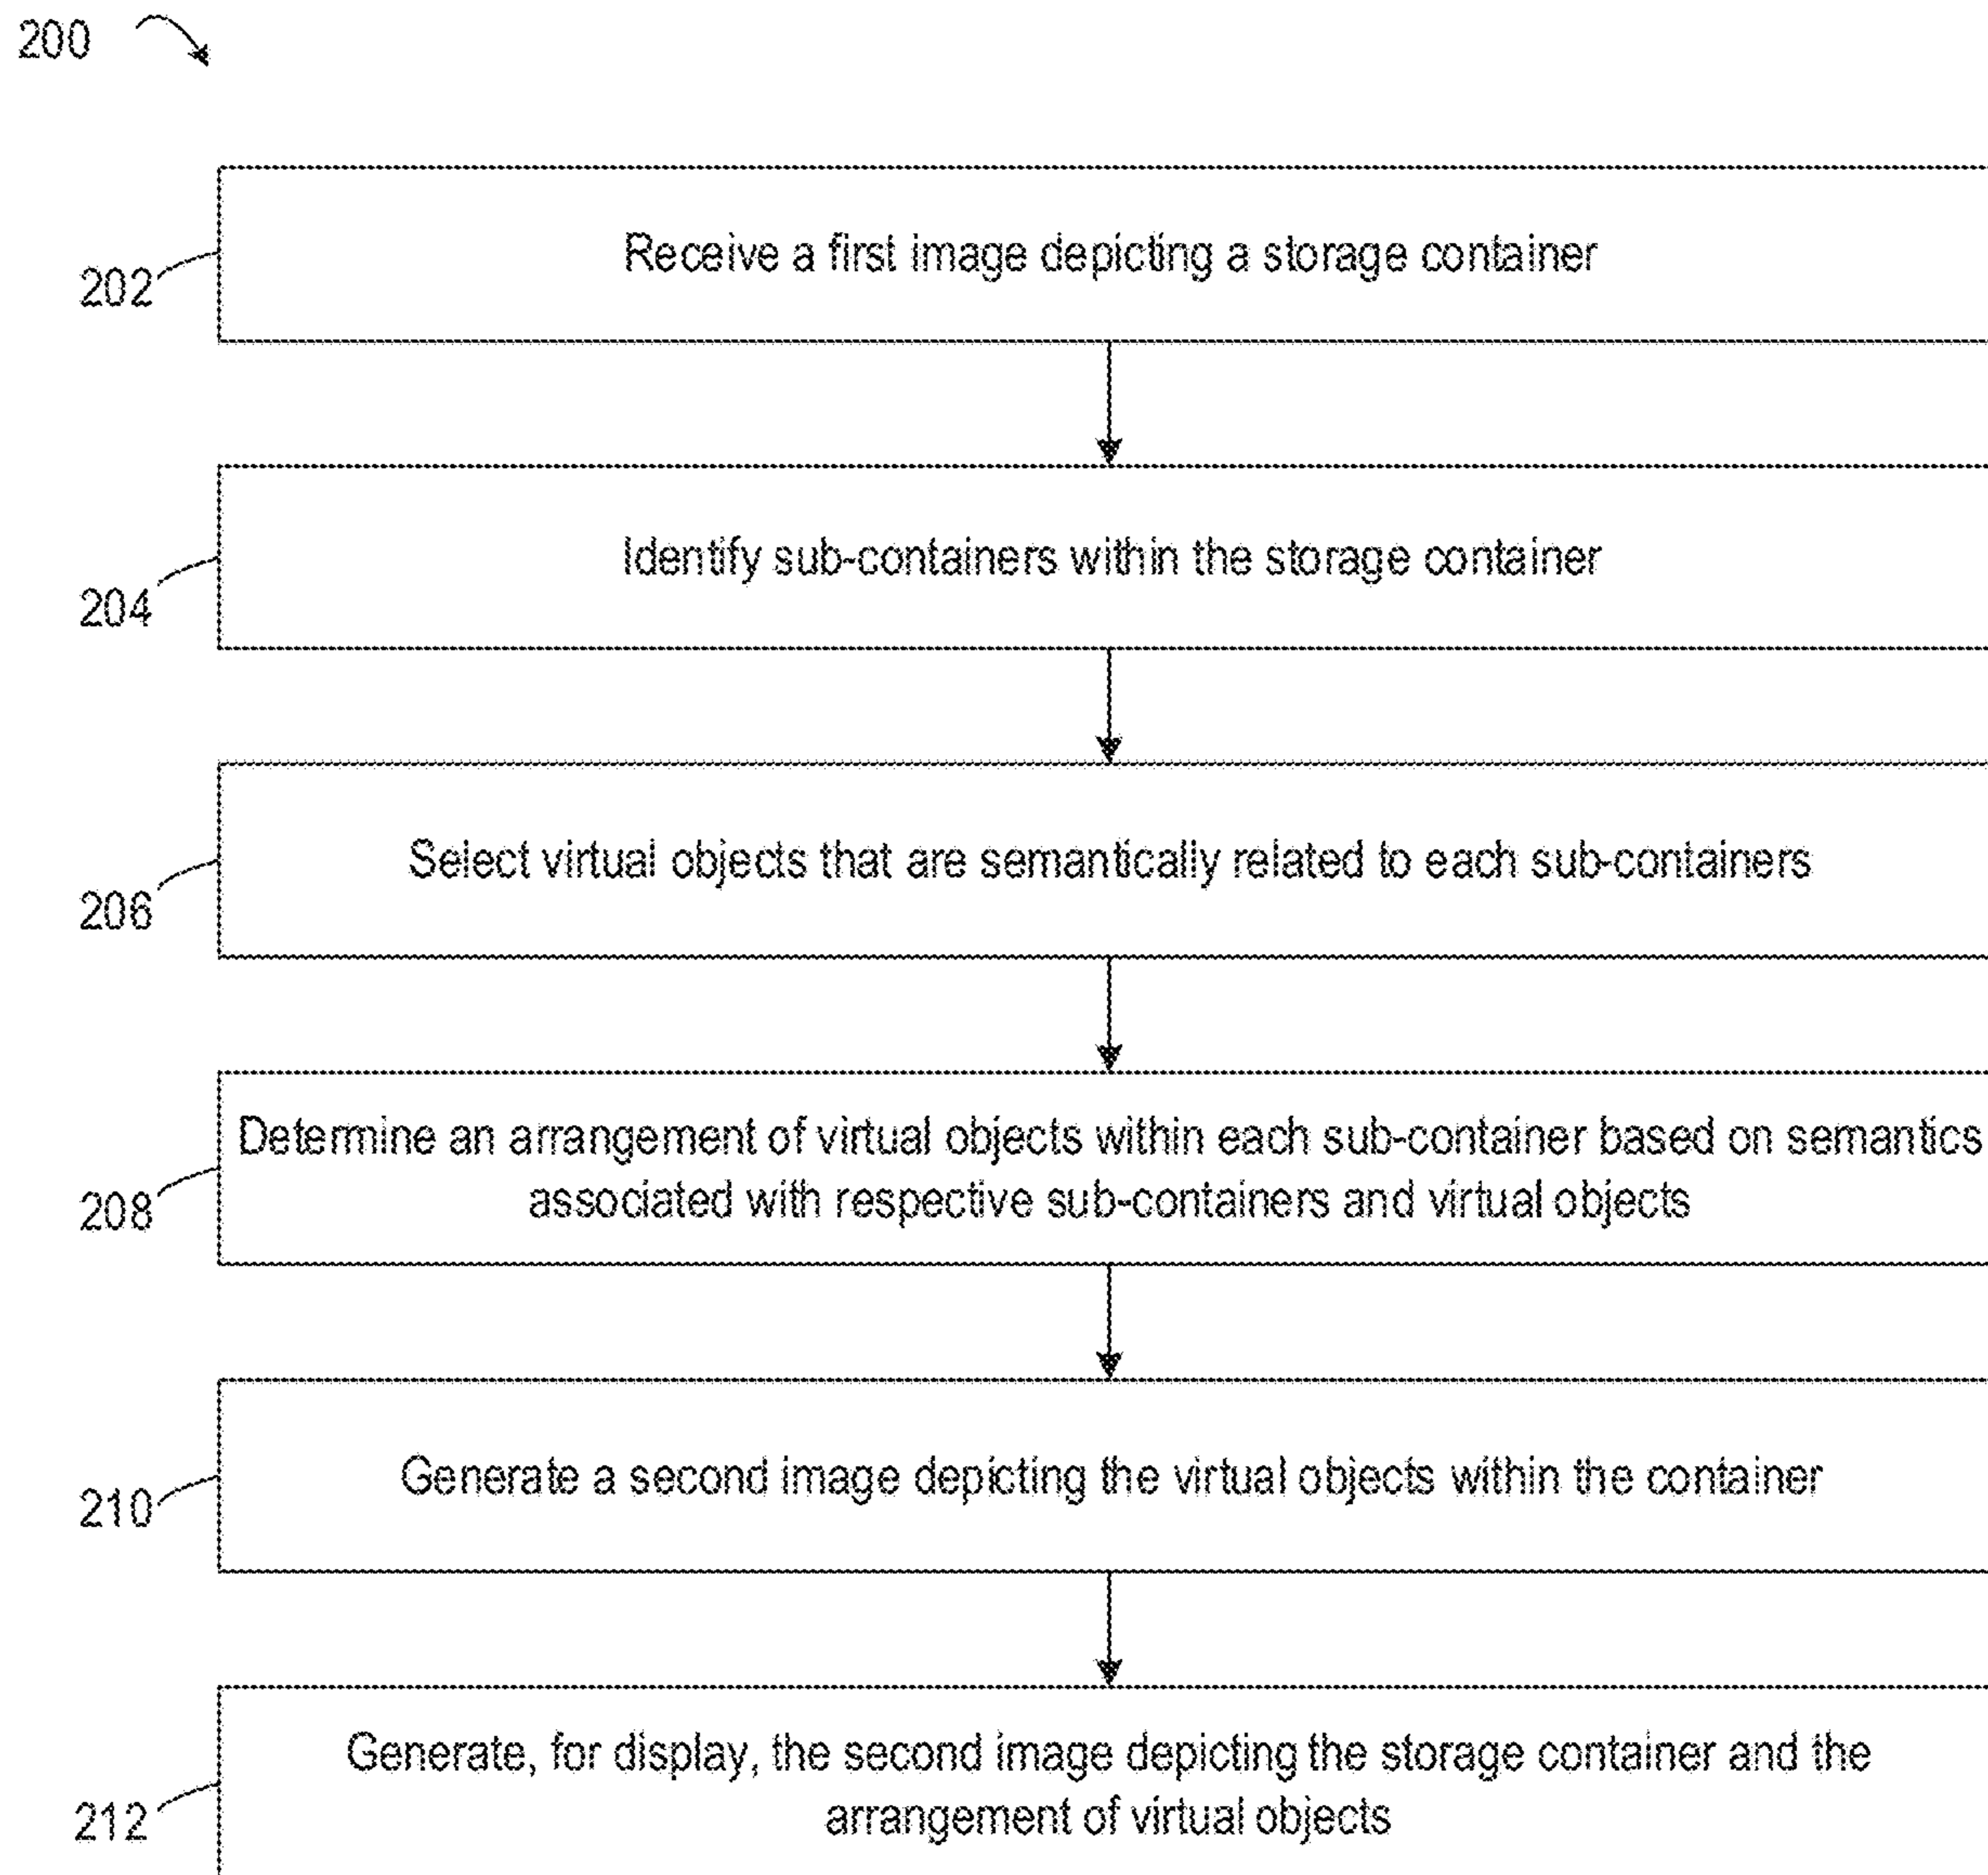 200
Receive a first image depicting a storage container
202
Identify sub-containers within the storage container
204
Select virtual objects that are semantically related to each sub-containers
206
Determine an arrangement of virtual objects within each sub-container based on semantics
associated with respective sub-containers and virtual objects
208
Generate a second image depicting the virtual objects within the container
210
Generate, for display, the second image depicting the storage container and the
arrangement of virtual objects
212